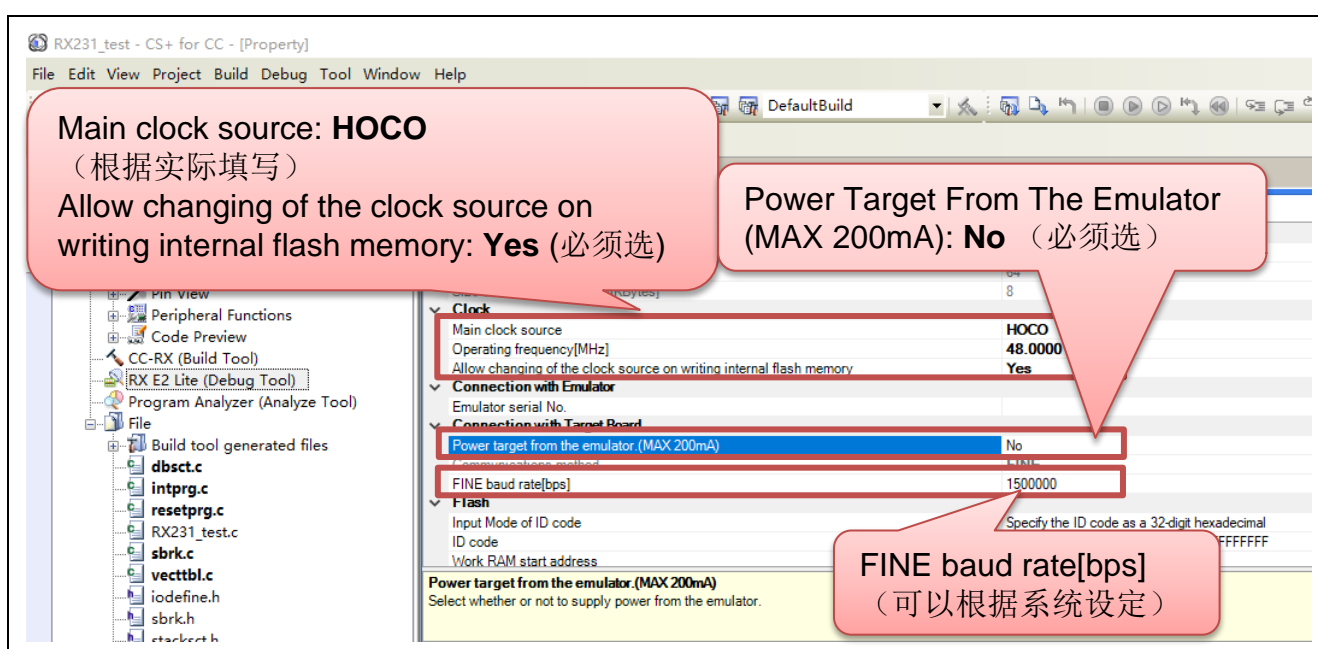 RX231_test - CS+ for CC - [Property]
File Edit View Project Build Debug Tool Window Help
DefaultBuild
Main clock source: HOCO
（根据实际填写）
Allow changing of the clock source on
writing internal flash memory: Yes (必须选)
Power Target From The Emulator
(MAX 200mA): No （必须选）
Pin View
Peripheral Functions
Code Preview
CC-RX (Build Tool)
RX E2 Lite (Debug Tool)
Program Analyzer (Analyze Tool)
File
Build tool generated files
dbsct.c
intprg.c
resetprg.c
RX231_test.c
sbrk.c
vecttbl.c
iodefine.h
sbrk.h
stacksct.h
64
8
Clock
Main clock source HOCO
Operating frequency[MHz] 48.0000
Allow changing of the clock source on writing internal flash memory Yes
Connection with Emulator
Emulator serial No.
Connection with Target Board
Power target from the emulator.(MAX 200mA) No
Communications method FINE
FINE baud rate[bps] 1500000
Flash
Input Mode of ID code Specify the ID code as a 32-digit hexadecimal
ID code FFFFFFF
Work RAM start address
FINE baud rate[bps]
（可以根据系统设定）
Power target from the emulator.(MAX 200mA)
Select whether or not to supply power from the emulator.